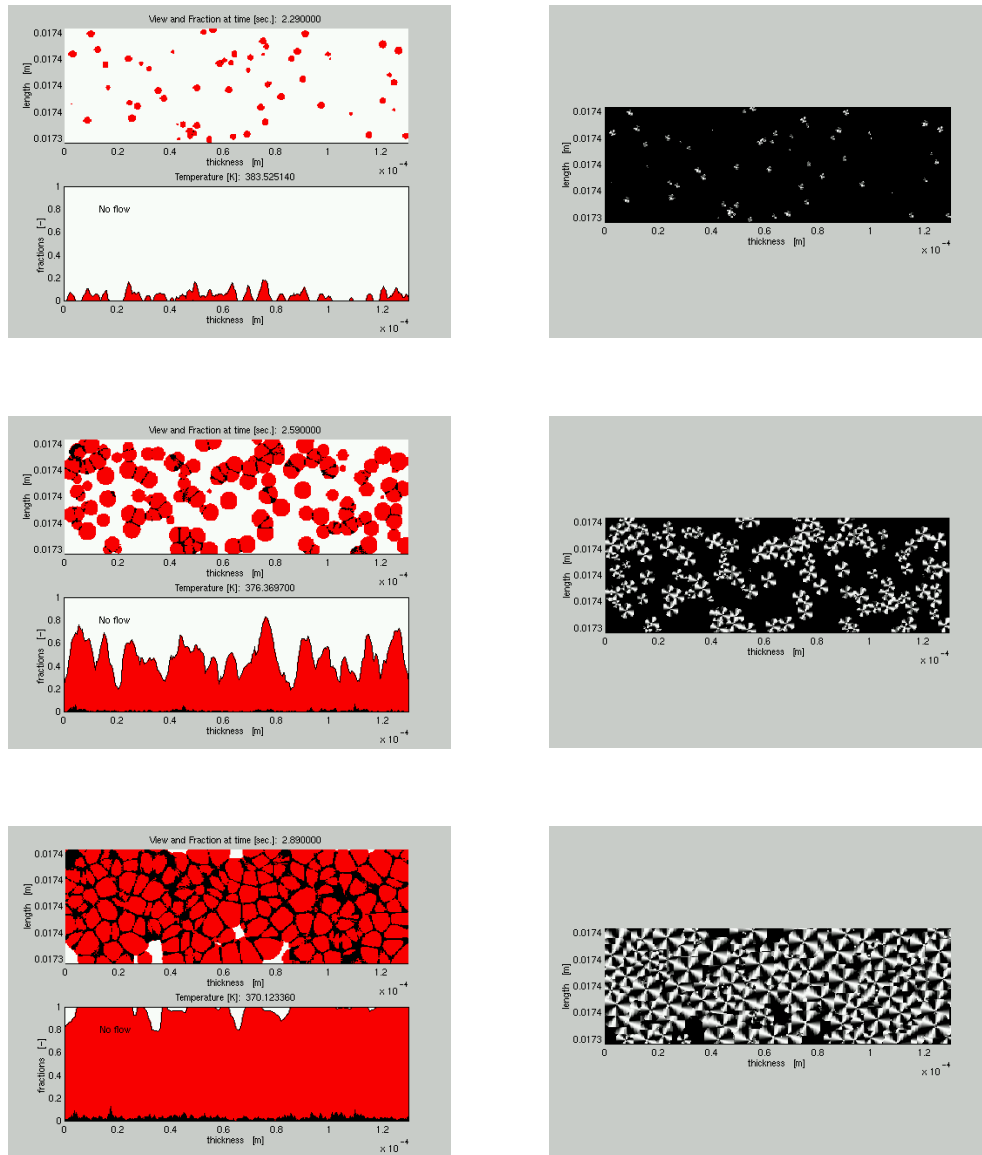 View and Fraction at time [sec.]: 2.290000
0.0174
0.0174
0.0174
0.0174
0.0173
length [m]
0 0.2 0.4 0.6 0.8 1 1.2
thickness [m]
x 10 -4
Temperature [K]: 383.525140
1
0.8
0.6
0.4
0.2
0
fractions [-]
No flow
0 0.2 0.4 0.6 0.8 1 1.2
thickness [m]
x 10 -4
0.0174
0.0174
0.0174
0.0174
0.0173
length [m]
0 0.2 0.4 0.6 0.8 1 1.2
thickness [m]
x 10 -4
View and Fraction at time [sec.]: 2.590000
0.0174
0.0174
0.0174
0.0174
0.0173
length [m]
0 0.2 0.4 0.6 0.8 1 1.2
thickness [m]
x 10 -4
Temperature [K]: 376.369700
1
0.8
0.6
0.4
0.2
0
fractions [-]
No flow
0 0.2 0.4 0.6 0.8 1 1.2
thickness [m]
x 10 -4
0.0174
0.0174
0.0174
0.0174
0.0173
length [m]
0 0.2 0.4 0.6 0.8 1 1.2
thickness [m]
x 10 -4
View and Fraction at time [sec.]: 2.890000
0.0174
0.0174
0.0174
0.0174
0.0173
length [m]
0 0.2 0.4 0.6 0.8 1 1.2
thickness [m]
x 10 -4
Temperature [K]: 370.123360
1
0.8
0.6
0.4
0.2
0
fractions [-]
No flow
0 0.2 0.4 0.6 0.8 1 1.2
thickness [m]
x 10 -4
0.0174
0.0174
0.0174
0.0174
0.0173
length [m]
0 0.2 0.4 0.6 0.8 1 1.2
thickness [m]
x 10 -4